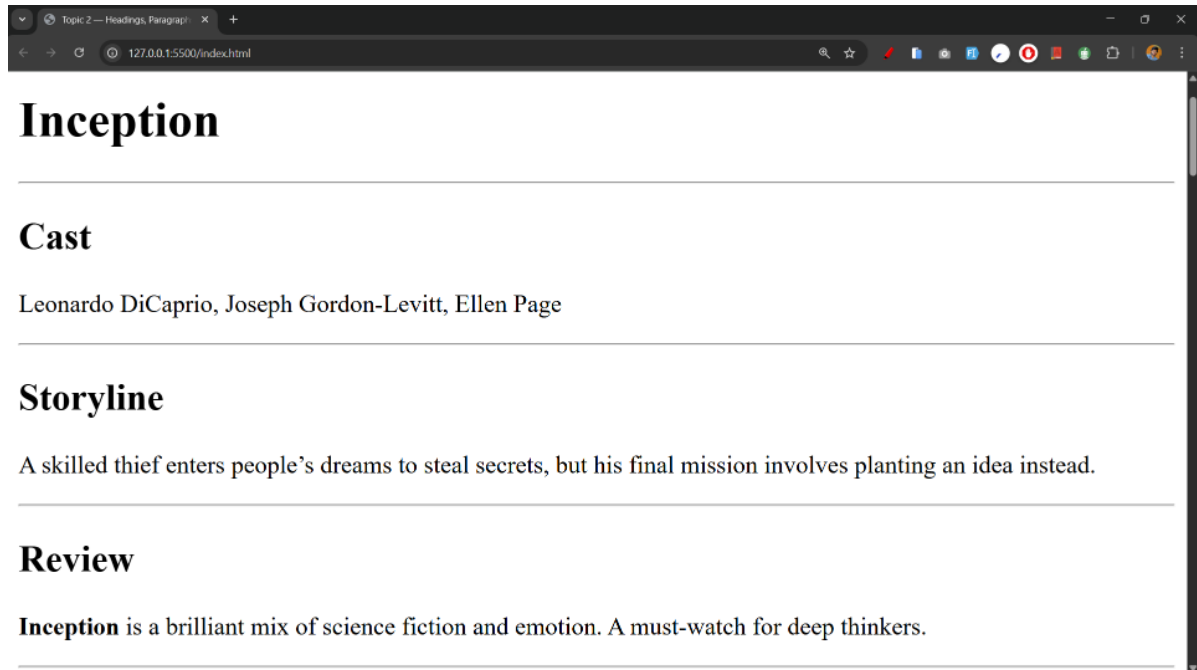 Topic 2 — Headings, Paragraph
127.0.0.1:5500/index.html
Inception
Cast
Leonardo DiCaprio, Joseph Gordon-Levitt, Ellen Page
Storyline
A skilled thief enters people’s dreams to steal secrets, but his final mission involves planting an idea instead.
Review
Inception is a brilliant mix of science fiction and emotion. A must-watch for deep thinkers.